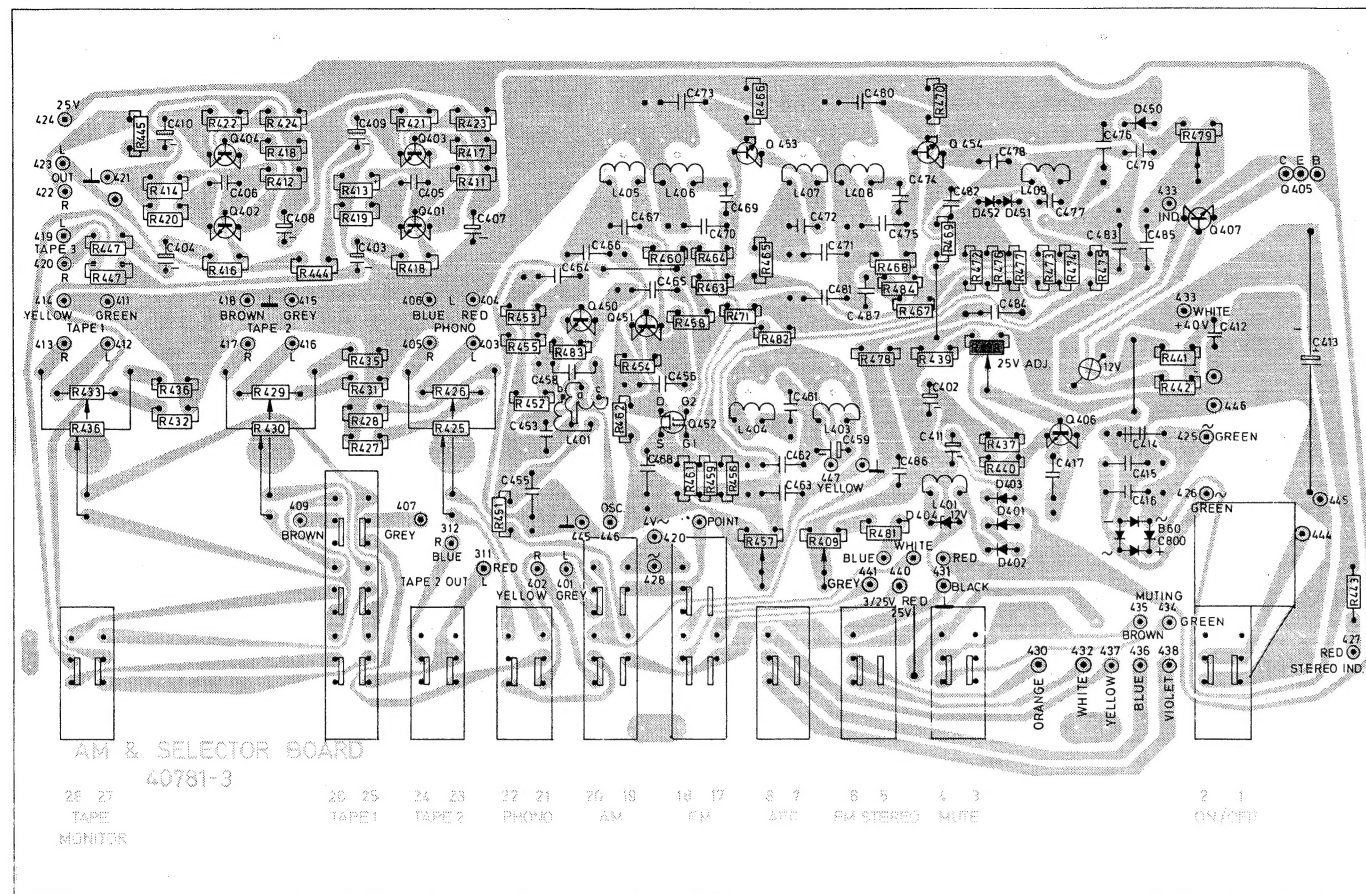 25V
424
R445
C410
R422
Q404
R424
C409
R421
Q403
R423
R418
R417
423
L
OUT
422
R
421
R414
C406
R412
R413
C405
R411
R420
Q402
C408
R419
Q401
C407
L
419
TAPE 3
420
R
R447
R447
C404
R416
R444
C403
R418
414
YELLOW
411
GREEN
TAPE 1
413
R
412
L
418
BROWN
415
GREY
TAPE 2
417
R
416
L
406
BLUE
L
404
RED
PHONO
405
R
403
L
R433
R436
R436
R432
R429
R430
R435
R431
R428
R427
R426
R425
C473
R466
Q 453
C480
R470
Q 454
C478
C476
D450
C479
R479
L405
L406
C469
L407
L408
C474
C482
L409
D452
D451
C477
433
IND
Q407
C E B
Q405
C467
C470
C472
C475
C466
C464
R460
R464
R465
C471
R468
R469
R472
R476
R477
R473
R474
R475
C483
C485
C465
R463
C481
R484
C487
R467
C484
R453
Q450
Q451
R458
R471
R482
R455
R483
R454
R478
R439
25V ADJ.
433
WHITE
+40V
C412
C413
12V
R441
R442
446
C458
C456
b
a
c
R452
L401
C453
R462
D
G2
Q452
S
G1
C461
L404
L403
C459
C402
C411
R437
R440
Q406
C417
C414
C415
C416
425
GREEN
426
GREEN
445
444
C468
R461
R459
R456
C462
C463
447
YELLOW
C486
L401
D403
D404
12V
D401
D402
B60
C800
C455
R451
409
BROWN
407
GREY
312
R
BLUE
311
RED
L
TAPE 2 OUT
R
402
YELLOW
L
401
GREY
445
OSC
446
4V~
420
428
POINT
R457
R409
R481
BLUE
WHITE
RED
GREY
441
440
431
BLACK
3/25V
RED
25V
MUTING
435
434
BROWN
GREEN
430
432
437
436
438
ORANGE
WHITE
YELLOW
BLUE
VIOLET
R443
427
RED
STEREO IND.
AM & SELECTOR BOARD
40781-3
28 27
TAPE
MONITOR
26 25
TAPE 1
24 23
TAPE 2
22 21
PHONO
20 19
AM
18 17
FM
8 7
AFC
6 5
FM STEREO
4 3
MUTE
2 1
ON/OFF